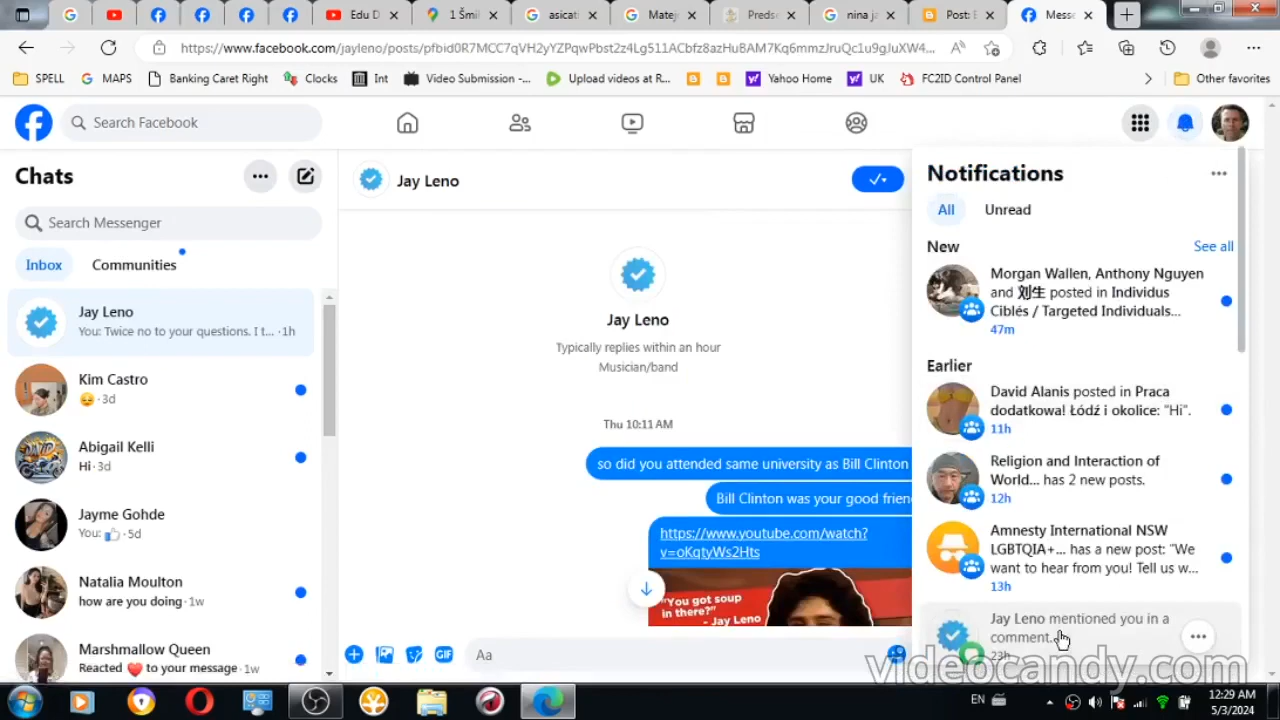 Edu D
1 Šmil
asicati
Matej
Preds
nina ja
Post: E
Messe
https://www.facebook.com/jayleno/posts/pfbid0R7MCC7qVH2yYZPqwPbst2z4Lg511ACbfz8azHuBAM7Kq6mmzJruQc1u9gJuXW4...
SPELL
MAPS
Banking Caret Right
Clocks
Int
Video Submission -...
Upload videos at R...
Yahoo Home
UK
FC2ID Control Panel
Other favorites
Search Facebook
Chats
Search Messenger
Inbox
Communities
Jay Leno
You: Twice no to your questions. I t... · 1h
Kim Castro
😔 · 3d
Abigail Kelli
Hi · 3d
Jayme Gohde
You: 👍 · 5d
Natalia Moulton
how are you doing · 1w
Marshmallow Queen
Reacted ❤️ to your message · 1w
Jay Leno
Jay Leno
Typically replies within an hour
Musician/band
Thu 10:11 AM
so did you attended same university as Bill Clinton
Bill Clinton was your good frien
https://www.youtube.com/watch?
v=oKqtyWs2Hts
"You got soup
in there?"
- Jay Leno
GIF
Aa
Notifications
All
Unread
New
See all
Morgan Wallen, Anthony Nguyen
and 刘生 posted in Individus
Ciblés / Targeted Individuals...
47m
Earlier
David Alanis posted in Praca
dodatkowa! Łódź i okolice: "Hi".
11h
Religion and Interaction of
World... has 2 new posts.
12h
Amnesty International NSW
LGBTQIA+... has a new post: "We
want to hear from you! Tell us w...
13h
Jay Leno mentioned you in a
comment.
23h
videocandy.com
EN
12:29 AM
5/3/2024